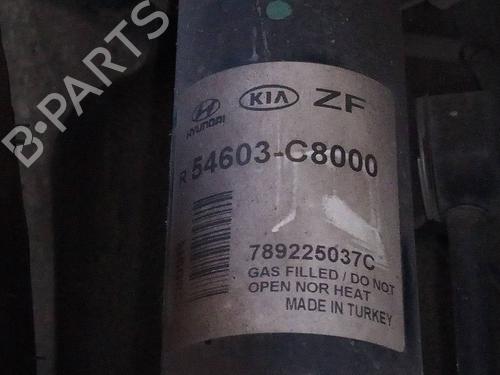 B-PARTS
HYUNDAI KIA ZF
R 54603-C8000
789225037C
GAS FILLED / DO NOT
OPEN NOR HEAT
MADE IN TURKEY